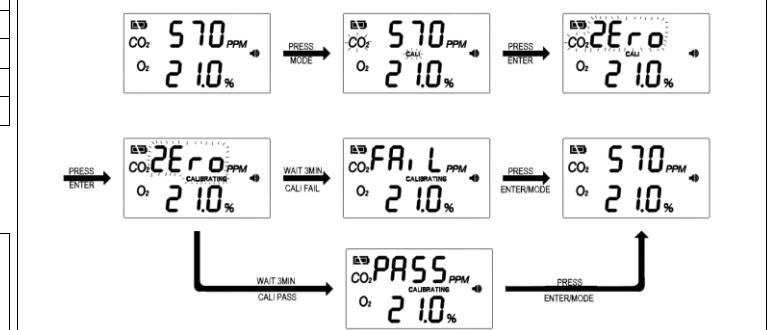 CO₂ 570 PPM
O₂ 21.0 %
PRESS
MODE
CO₂ 570 PPM
CALI
O₂ 21.0 %
PRESS
ENTER
CO₂ ZEro
CALI
O₂ 21.0 %
PRESS
ENTER
CO₂ ZEro PPM
CALIBRATING
O₂ 21.0 %
WAIT 3MIN
CALI FAIL
CO₂ FAiL PPM
CALIBRATING
O₂ 21.0 %
PRESS
ENTER/MODE
CO₂ 570 PPM
O₂ 21.0 %
WAIT 3MIN
CALI PASS
CO₂ PASS PPM
CALIBRATING
O₂ 21.0 %
PRESS
ENTER/MODE